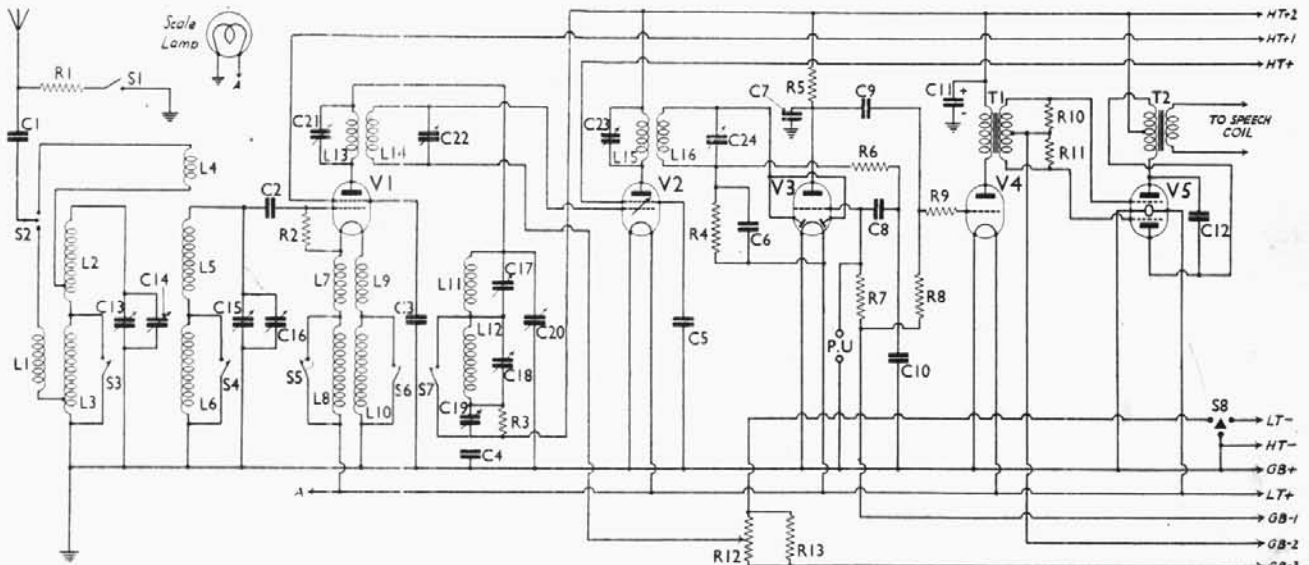 Scale
Lamp
A
R1
S1
C1
S2
L4
L2
L1
L3
S3
C13
C14
L5
L6
S4
C15
C16
C2
R2
C21
L13
L14
C22
V1
L7
L9
L8
L10
S5
S6
C3
S7
L11
L12
C17
C18
C19
C20
R3
C4
C23
L15
L16
C24
V2
R4
C6
C5
R5
C7
C9
R6
V3
C8
R7
R8
P.U
C10
R9
C11
+
-
V4
T1
R10
R11
T2
TO SPEECH
COIL
V5
C12
S8
R12
R13
A
HT+2
HT+1
HT+
LT-
HT-
GB+
LT+
GB-1
GB-2
GB-3